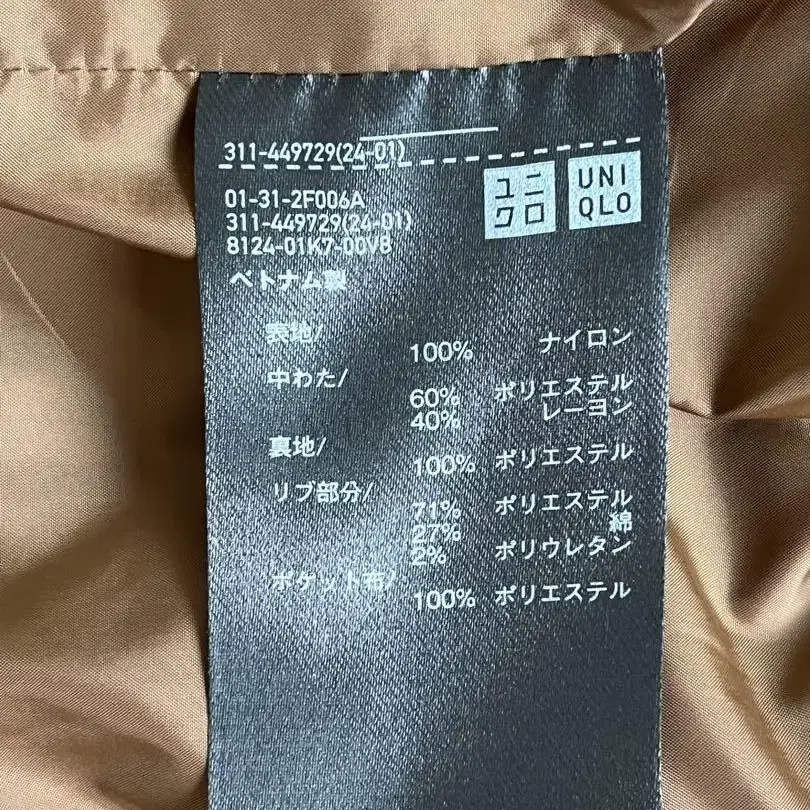 311-449729(24-01)
ユニ
クロ
UNI
QLO
01-31-2F006A
311-449729(24-01)
8124-01K7-00V8
ベトナム製
表地/
100% ナイロン
中わた/
60% ポリエステル
40% レーヨン
裏地/
100% ポリエステル
リブ部分/
71% ポリエステル
27% 綿
2% ポリウレタン
ポケット布/
100% ポリエステル